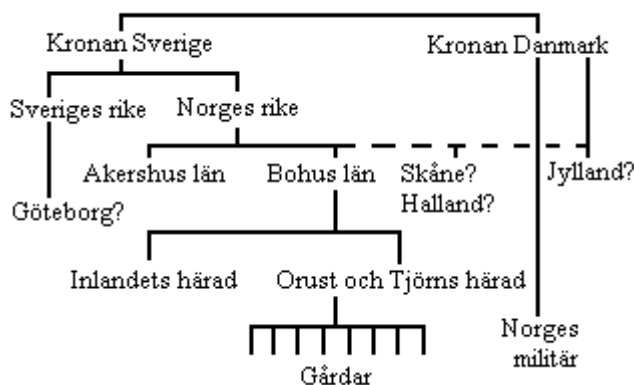 Kronan Sverige
Kronan Danmark
Sveriges rike
Norges rike
Akershus län
Bohus län
Skåne?
Halland?
Jylland?
Göteborg?
Inlandets härad
Orust och Tjörns härad
Norges
militär
Gårdar